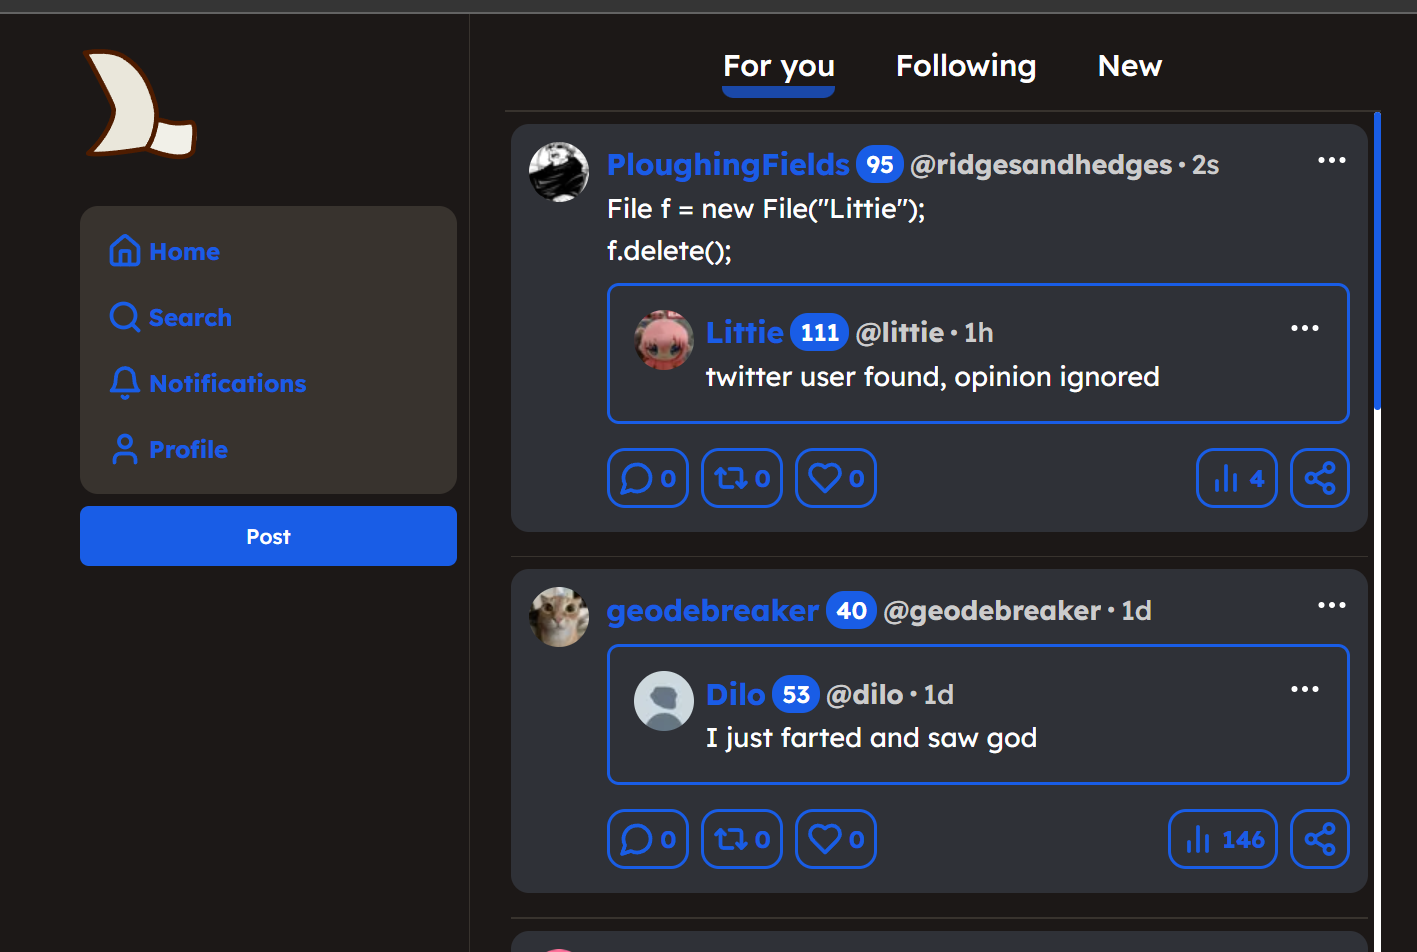 For you Following New
Home
Search
Notifications
Profile
Post
PloughingFields 95 @ridgesandhedges · 2s
File f = new File("Littie");
f.delete();
Littie 111 @littie · 1h
twitter user found, opinion ignored
0 0 0 4
geodebreaker 40 @geodebreaker · 1d
Dilo 53 @dilo · 1d
I just farted and saw god
0 0 0 146